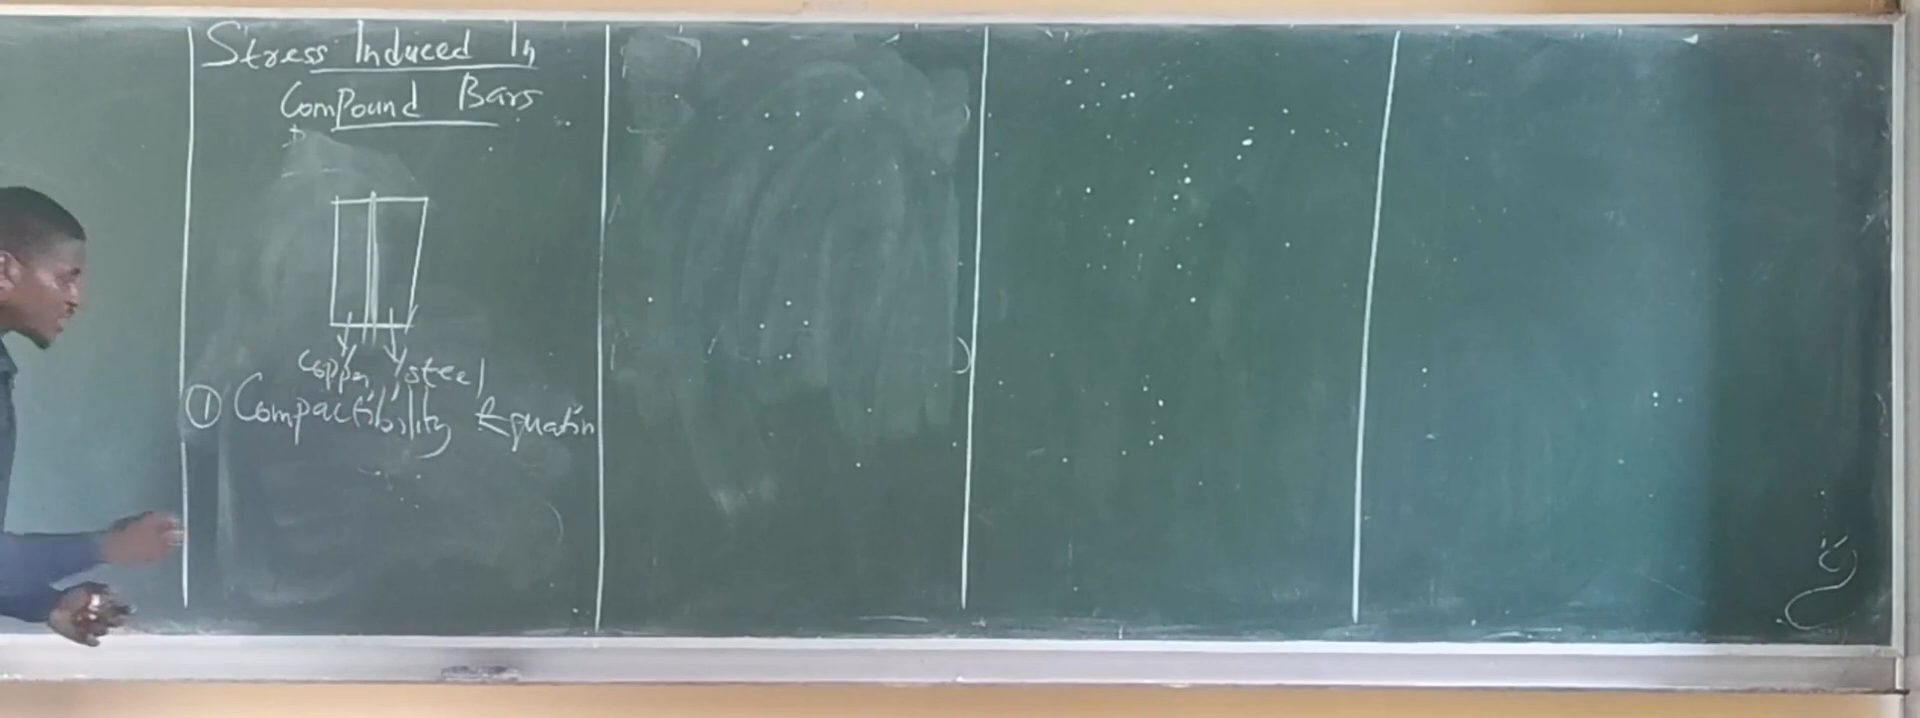 Stress Induced In
Compound Bars
copper steel
① Compactibility Equation